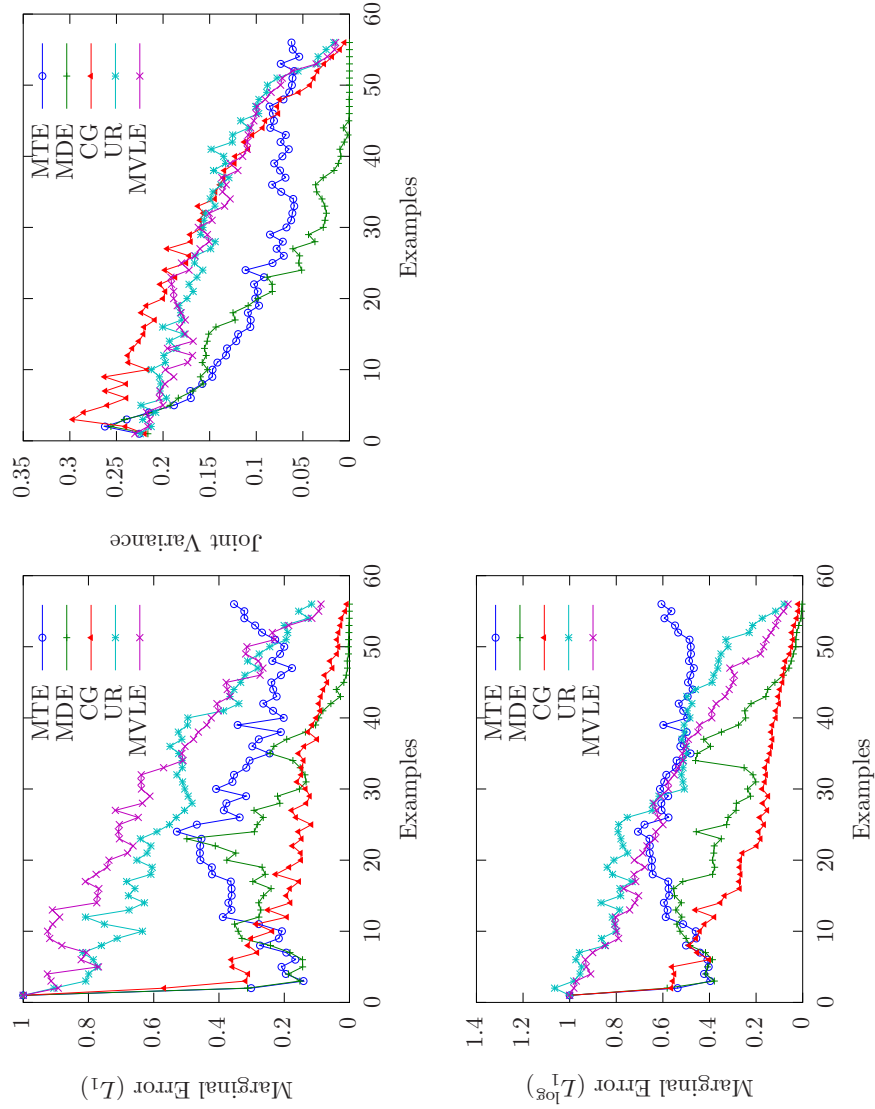 1
0.8
0.6
0.4
0.2
0
0 10 20 30 40 50 60
Marginal Error (L₁)
Examples
MTE
MDE
CG
UR
MVLE
0.35
0.3
0.25
0.2
0.15
0.1
0.05
0
0 10 20 30 40 50 60
Joint Variance
Examples
MTE
MDE
CG
UR
MVLE
1.4
1.2
1
0.8
0.6
0.4
0.2
0
0 10 20 30 40 50 60
Marginal Error (L₁^log)
Examples
MTE
MDE
CG
UR
MVLE